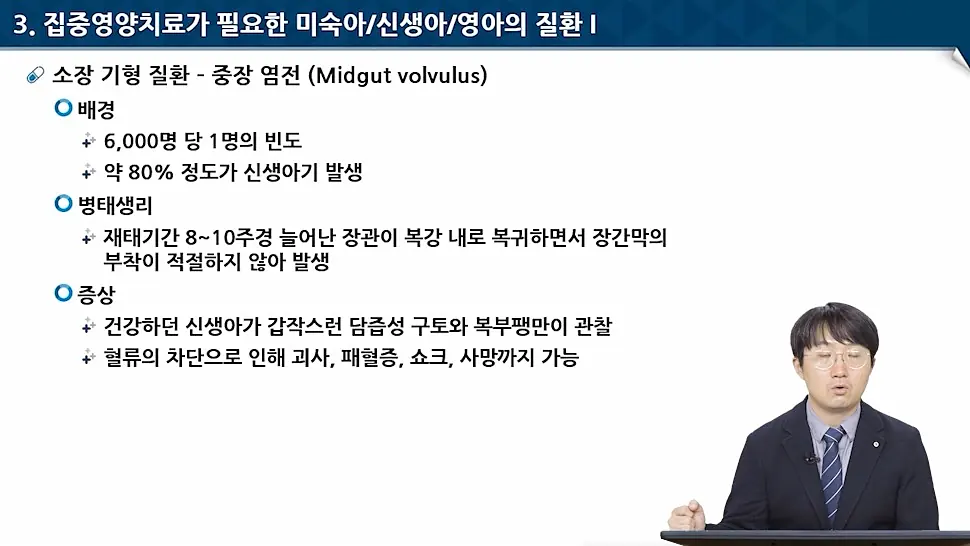 3. 집중영양치료가 필요한 미숙아/신생아/영아의 질환 I
소장 기형 질환 - 중장 염전 (Midgut volvulus)
배경
6,000명 당 1명의 빈도
약 80% 정도가 신생아기 발생
병태생리
재태기간 8~10주경 늘어난 장관이 복강 내로 복귀하면서 장간막의
부착이 적절하지 않아 발생
증상
건강하던 신생아가 갑작스런 담즙성 구토와 복부팽만이 관찰
혈류의 차단으로 인해 괴사, 패혈증, 쇼크, 사망까지 가능